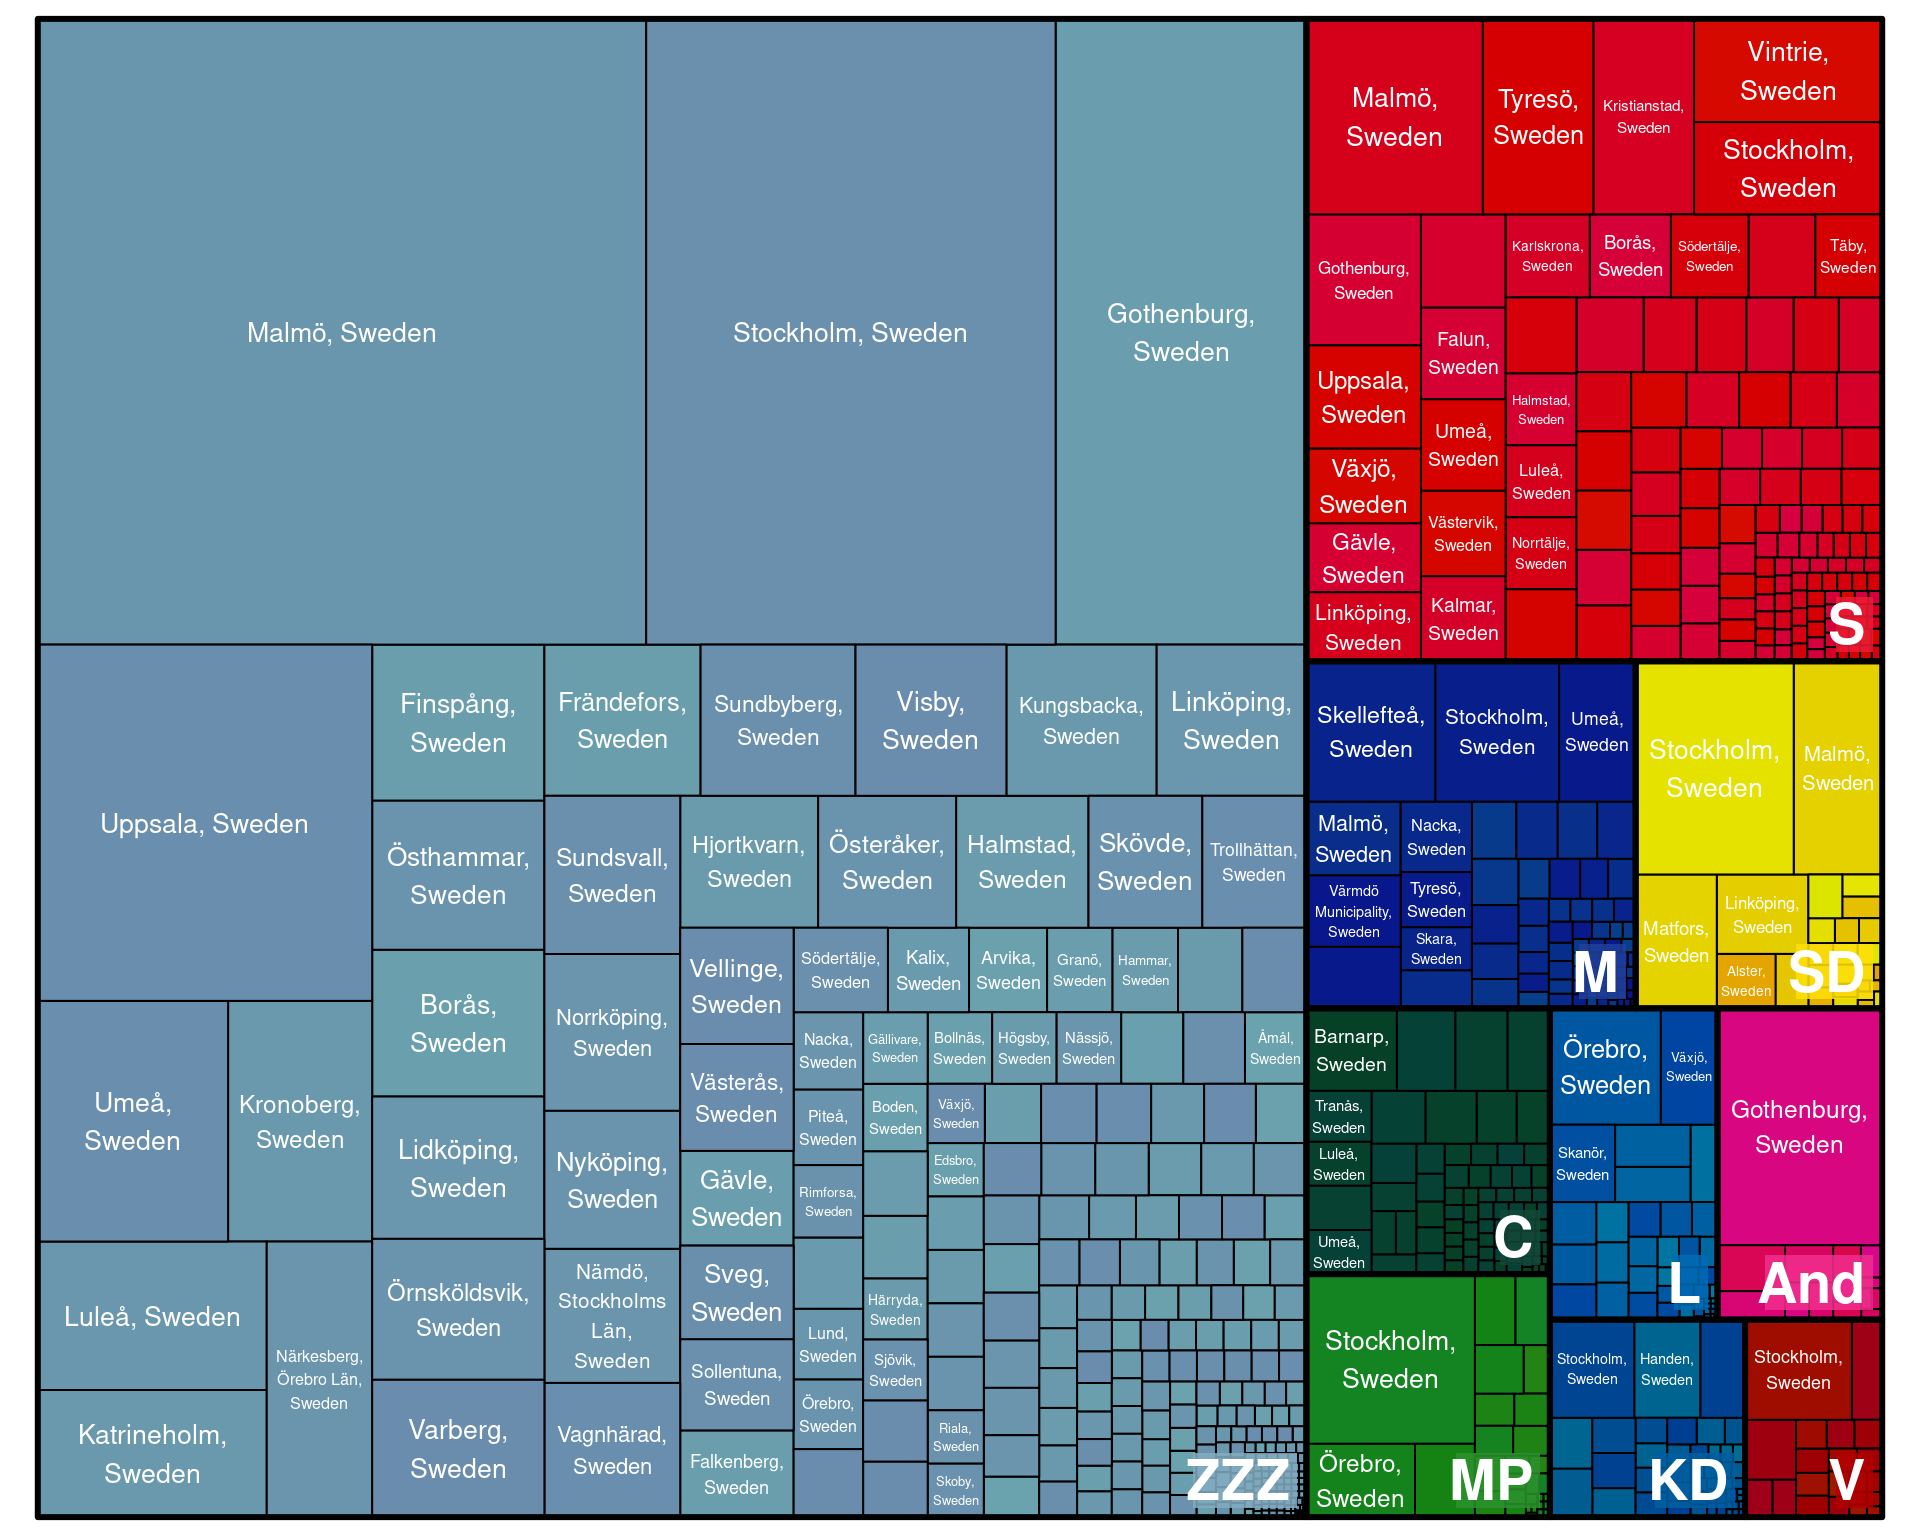 Malmö, Sweden
Stockholm, Sweden
Gothenburg,
Sweden
Uppsala, Sweden
Umeå,
Sweden
Kronoberg,
Sweden
Luleå, Sweden
Katrineholm,
Sweden
Närkesberg,
Örebro Län,
Sweden
Finspång,
Sweden
Östhammar,
Sweden
Borås,
Sweden
Lidköping,
Sweden
Örnsköldsvik,
Sweden
Varberg,
Sweden
Frändefors,
Sweden
Sundbyberg,
Sweden
Visby,
Sweden
Kungsbacka,
Sweden
Linköping,
Sweden
Sundsvall,
Sweden
Norrköping,
Sweden
Nyköping,
Sweden
Nämdö,
Stockholms
Län,
Sweden
Vagnhärad,
Sweden
Hjortkvarn,
Sweden
Österåker,
Sweden
Halmstad,
Sweden
Skövde,
Sweden
Trollhättan,
Sweden
Vellinge,
Sweden
Västerås,
Sweden
Gävle,
Sweden
Sveg,
Sweden
Sollentuna,
Sweden
Falkenberg,
Sweden
Södertälje,
Sweden
Kalix,
Sweden
Arvika,
Sweden
Granö,
Sweden
Hammar,
Sweden
Nacka,
Sweden
Piteå,
Sweden
Rimforsa,
Sweden
Lund,
Sweden
Örebro,
Sweden
Gällivare,
Sweden
Bollnäs,
Sweden
Högsby,
Sweden
Nässjö,
Sweden
Åmål,
Sweden
Boden,
Sweden
Växjö,
Sweden
Edsbro,
Sweden
Härryda,
Sweden
Sjövik,
Sweden
Riala,
Sweden
Skoby,
Sweden
ZZZ
Malmö,
Sweden
Tyresö,
Sweden
Kristianstad,
Sweden
Vintrie,
Sweden
Stockholm,
Sweden
Gothenburg,
Sweden
Uppsala,
Sweden
Växjö,
Sweden
Gävle,
Sweden
Linköping,
Sweden
Falun,
Sweden
Umeå,
Sweden
Västervik,
Sweden
Kalmar,
Sweden
Karlskrona,
Sweden
Borås,
Sweden
Södertälje,
Sweden
Täby,
Sweden
Halmstad,
Sweden
Luleå,
Sweden
Norrtälje,
Sweden
S
Skellefteå,
Sweden
Stockholm,
Sweden
Umeå,
Sweden
Malmö,
Sweden
Värmdö
Municipality,
Sweden
Nacka,
Sweden
Tyresö,
Sweden
Skara,
Sweden
M
Stockholm,
Sweden
Malmö,
Sweden
Matfors,
Sweden
Linköping,
Sweden
Alster,
Sweden
SD
Barnarp,
Sweden
Tranås,
Sweden
Luleå,
Sweden
Umeå,
Sweden
C
Örebro,
Sweden
Växjö,
Sweden
Skanör,
Sweden
L
Gothenburg,
Sweden
And
Stockholm,
Sweden
Örebro,
Sweden
MP
Stockholm,
Sweden
Handen,
Sweden
KD
Stockholm,
Sweden
V